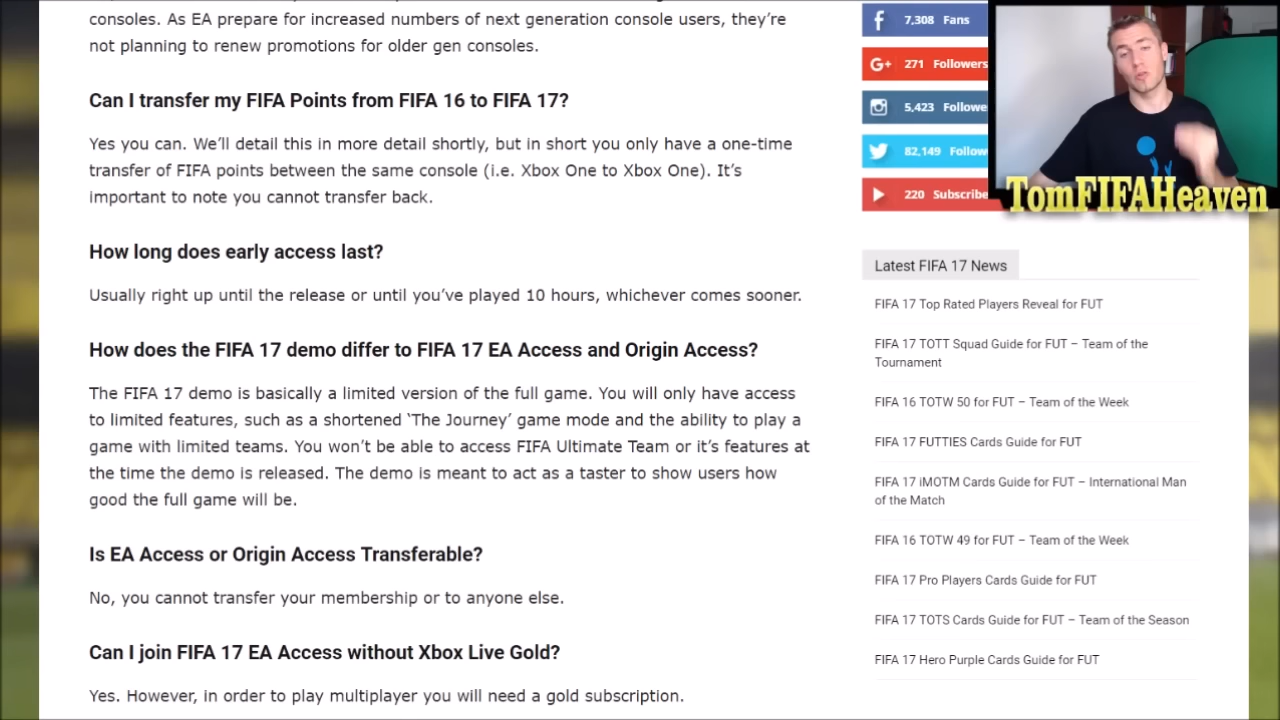 consoles. As EA prepare for increased numbers of next generation console users, they're
not planning to renew promotions for older gen consoles.
Can I transfer my FIFA Points from FIFA 16 to FIFA 17?
Yes you can. We'll detail this in more detail shortly, but in short you only have a one-time
transfer of FIFA points between the same console (i.e. Xbox One to Xbox One). It's
important to note you cannot transfer back.
How long does early access last?
Usually right up until the release or until you've played 10 hours, whichever comes sooner.
How does the FIFA 17 demo differ to FIFA 17 EA Access and Origin Access?
The FIFA 17 demo is basically a limited version of the full game. You will only have access
to limited features, such as a shortened 'The Journey' game mode and the ability to play a
game with limited teams. You won't be able to access FIFA Ultimate Team or it's features at
the time the demo is released. The demo is meant to act as a taster to show users how
good the full game will be.
Is EA Access or Origin Access Transferable?
No, you cannot transfer your membership or to anyone else.
Can I join FIFA 17 EA Access without Xbox Live Gold?
Yes. However, in order to play multiplayer you will need a gold subscription.
7,308 Fans
G+ 271 Followers
5,423 Followe
82,149 Follow
220 Subscribe
TomFIFAHeaven
Latest FIFA 17 News
FIFA 17 Top Rated Players Reveal for FUT
FIFA 17 TOTT Squad Guide for FUT – Team of the
Tournament
FIFA 16 TOTW 50 for FUT – Team of the Week
FIFA 17 FUTTIES Cards Guide for FUT
FIFA 17 iMOTM Cards Guide for FUT – International Man
of the Match
FIFA 16 TOTW 49 for FUT – Team of the Week
FIFA 17 Pro Players Cards Guide for FUT
FIFA 17 TOTS Cards Guide for FUT – Team of the Season
FIFA 17 Hero Purple Cards Guide for FUT